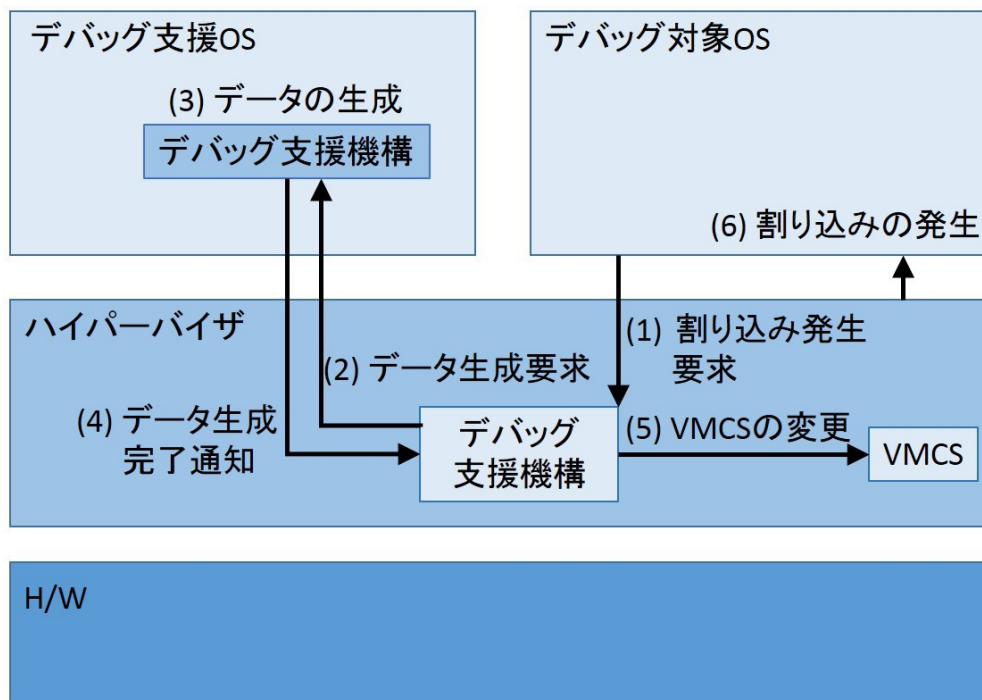 デバッグ支援OS
(3) データの生成
デバッグ支援機構
デバッグ対象OS
(6) 割り込みの発生
ハイパーバイザ
(1) 割り込み発生
要求
(2) データ生成要求
(4) データ生成
完了通知
デバッグ
支援機構
(5) VMCSの変更
VMCS
H/W